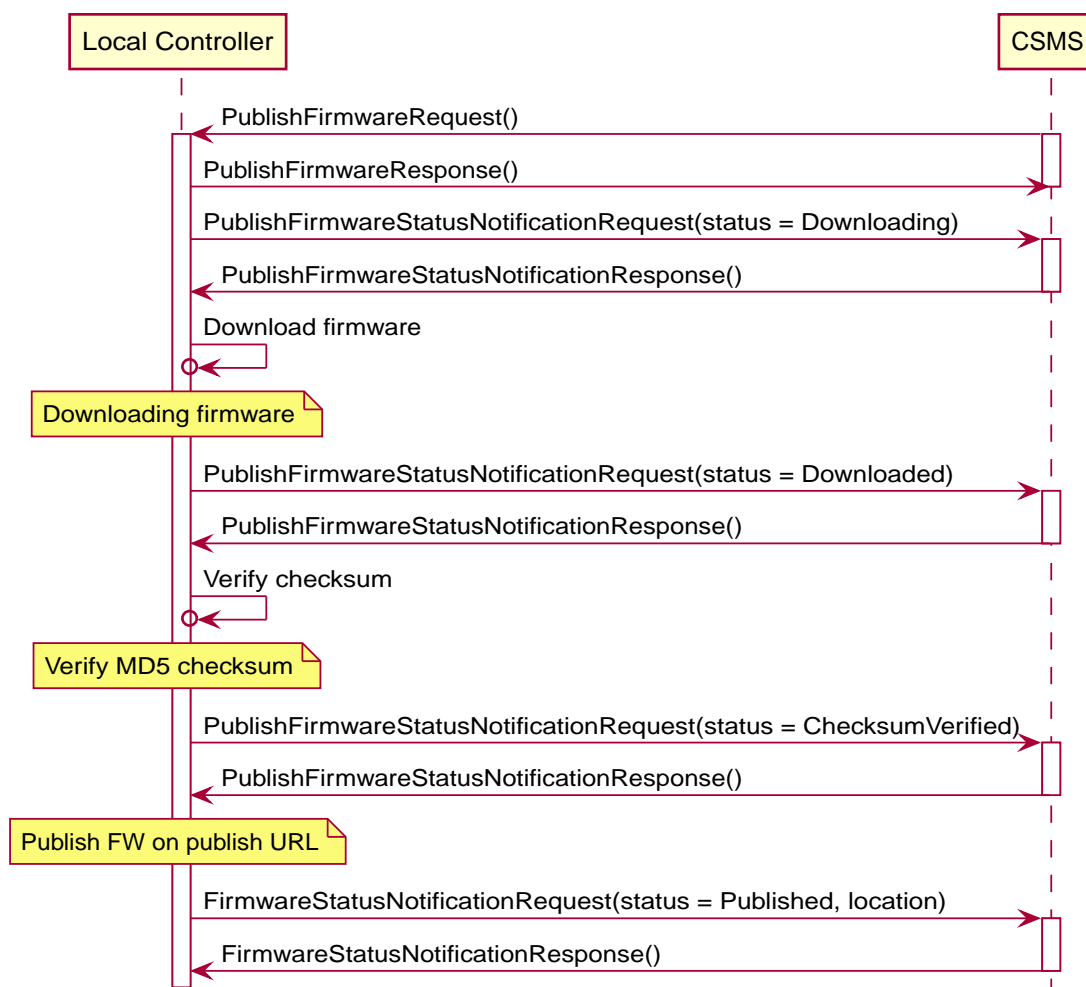 Local Controller
CSMS
PublishFirmwareRequest()
PublishFirmwareResponse()
PublishFirmwareStatusNotificationRequest(status = Downloading)
PublishFirmwareStatusNotificationResponse()
Download firmware
Downloading firmware
PublishFirmwareStatusNotificationRequest(status = Downloaded)
PublishFirmwareStatusNotificationResponse()
Verify checksum
Verify MD5 checksum
PublishFirmwareStatusNotificationRequest(status = ChecksumVerified)
PublishFirmwareStatusNotificationResponse()
Publish FW on publish URL
FirmwareStatusNotificationRequest(status = Published, location)
FirmwareStatusNotificationResponse()